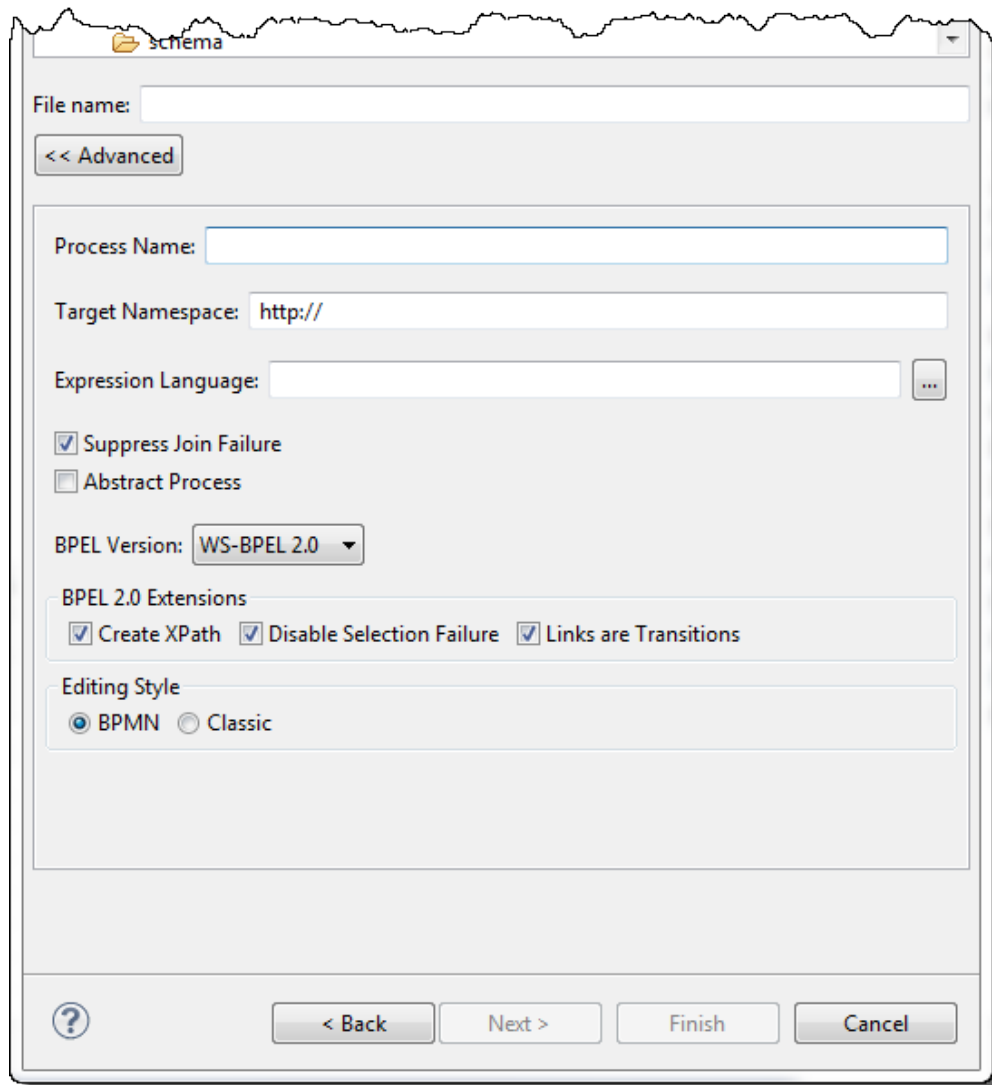 schema
File name:
<< Advanced
Process Name:
Target Namespace: http://
Expression Language: ...
Suppress Join Failure
Abstract Process
BPEL Version: WS-BPEL 2.0
BPEL 2.0 Extensions
Create XPath Disable Selection Failure Links are Transitions
Editing Style
BPMN Classic
? < Back Next > Finish Cancel